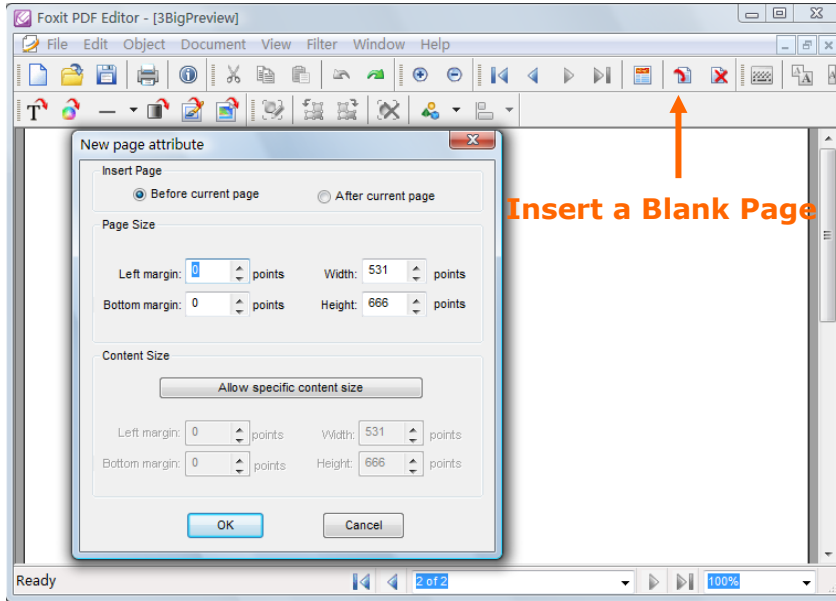 Foxit PDF Editor - [3BigPreview]
File Edit Object Document View Filter Window Help
New page attribute
Insert Page
Before current page After current page
Insert a Blank Page
Page Size
Left margin: 0 points Width: 531 points
Bottom margin: 0 points Height: 666 points
Content Size
Allow specific content size
Left margin: 0 points Width: 531 points
Bottom margin: 0 points Height: 666 points
OK Cancel
Ready 2 of 2 100%